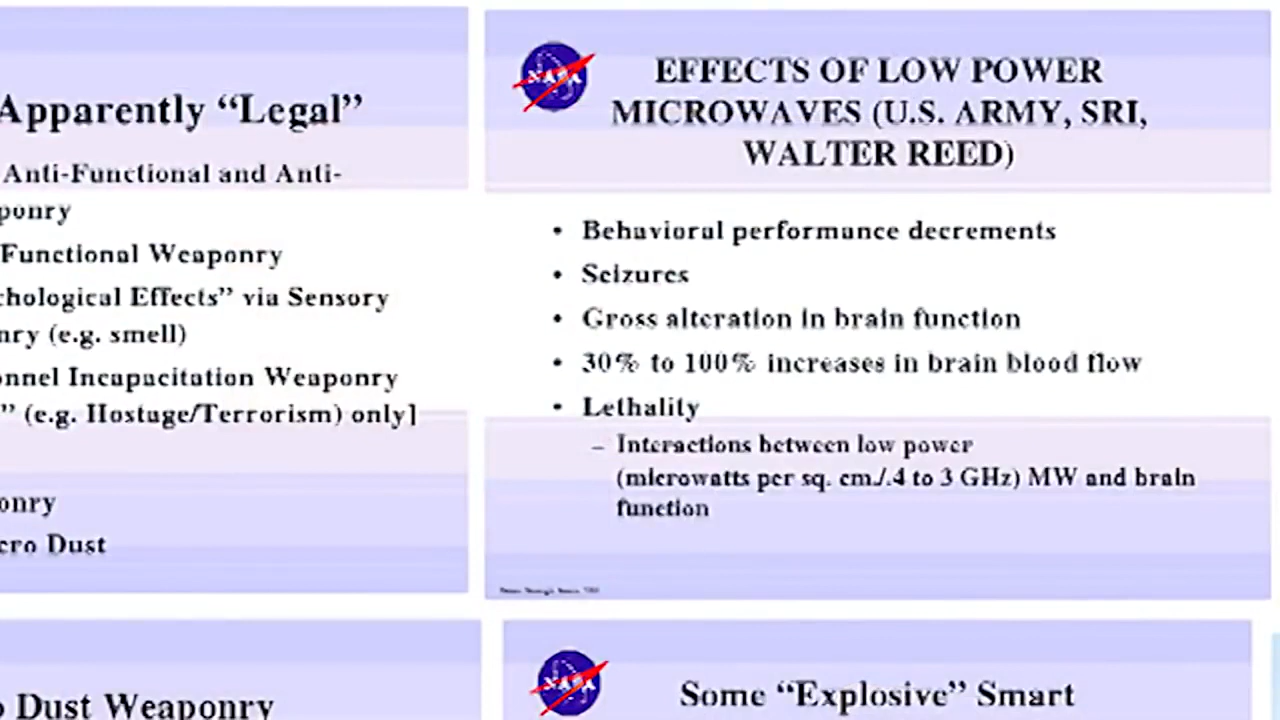 Apparently “Legal”
Anti-Functional and Anti-
ponry
Functional Weaponry
chological Effects” via Sensory
nry (e.g. smell)
onnel Incapacitation Weaponry
” (e.g. Hostage/Terrorism) only]
onry
cro Dust
NASA
EFFECTS OF LOW POWER
MICROWAVES (U.S. ARMY, SRI,
WALTER REED)
• Behavioral performance decrements
• Seizures
• Gross alteration in brain function
• 30% to 100% increases in brain blood flow
• Lethality
– Interactions between low power
(microwatts per sq. cm./.4 to 3 GHz) MW and brain
function
Dust Weaponry
NASA
Some “Explosive” Smart